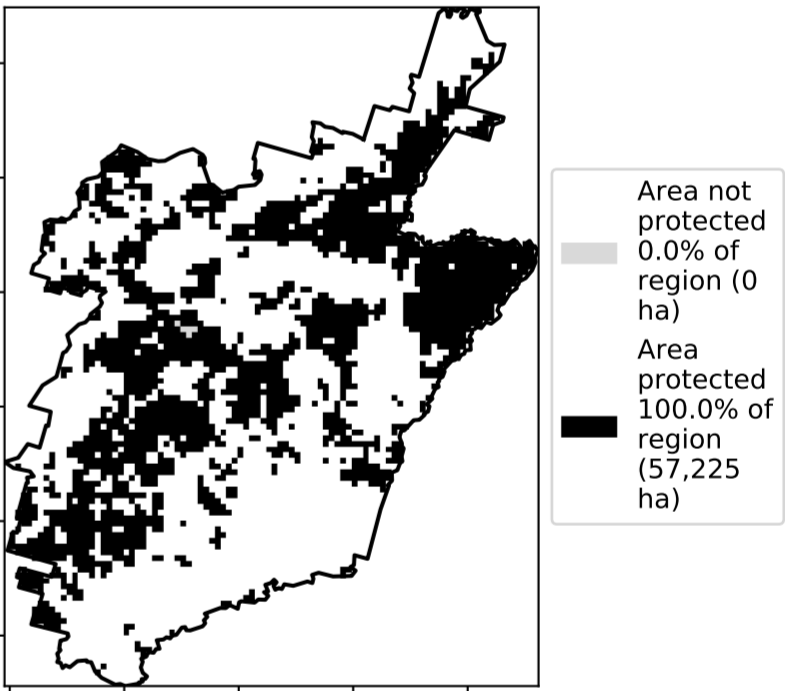 Area not
protected
0.0% of
region (0
ha)
Area
protected
100.0% of
region
(57,225
ha)